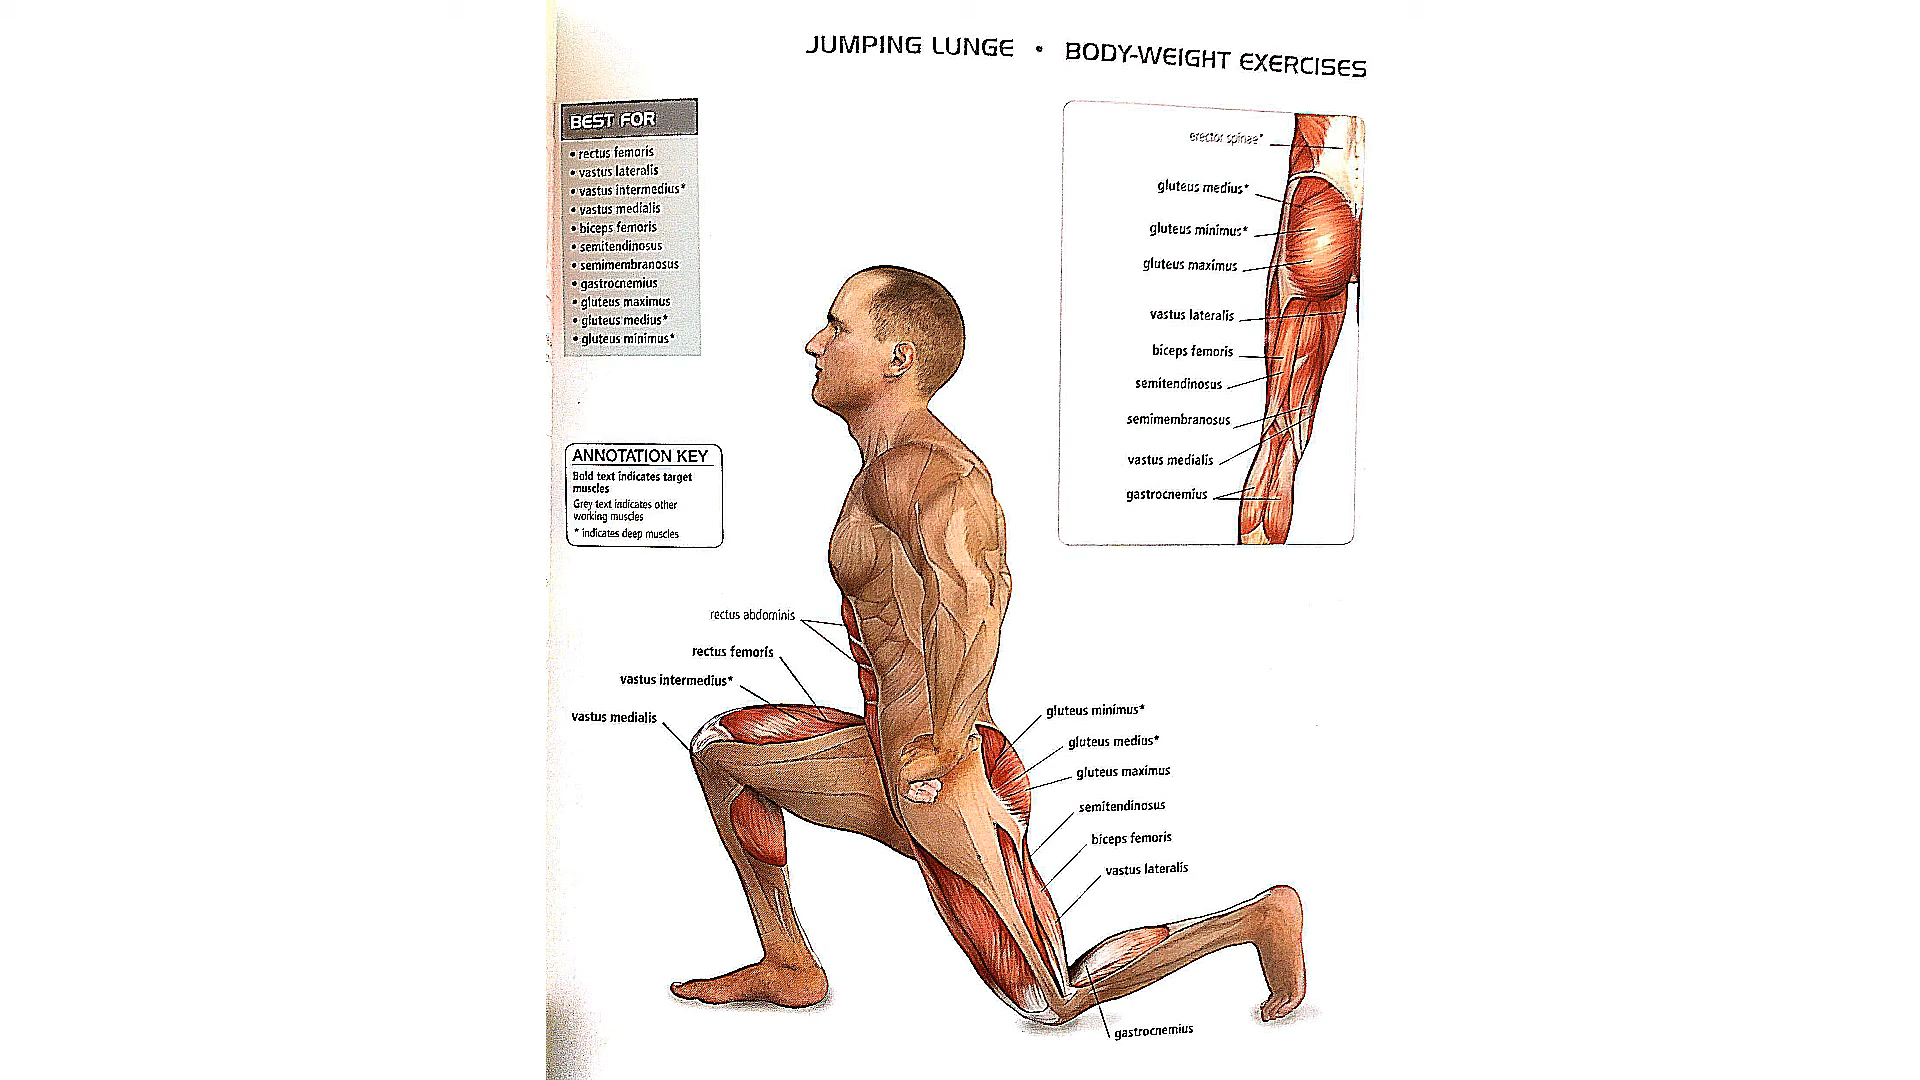 JUMPING LUNGE • BODY-WEIGHT EXERCISES
BEST FOR
• rectus femoris
• vastus lateralis
• vastus intermedius*
• vastus medialis
• biceps femoris
• semitendinosus
• semimembranosus
• gastrocnemius
• gluteus maximus
• gluteus medius*
• gluteus minimus*
ANNOTATION KEY
Bold text indicates target
muscles
Grey text indicates other
working muscles
* indicates deep muscles
erector spinae*
gluteus medius*
gluteus minimus*
gluteus maximus
vastus lateralis
biceps femoris
semitendinosus
semimembranosus
vastus medialis
gastrocnemius
rectus abdominis
rectus femoris
vastus intermedius*
vastus medialis
gluteus minimus*
gluteus medius*
gluteus maximus
semitendinosus
biceps femoris
vastus lateralis
gastrocnemius